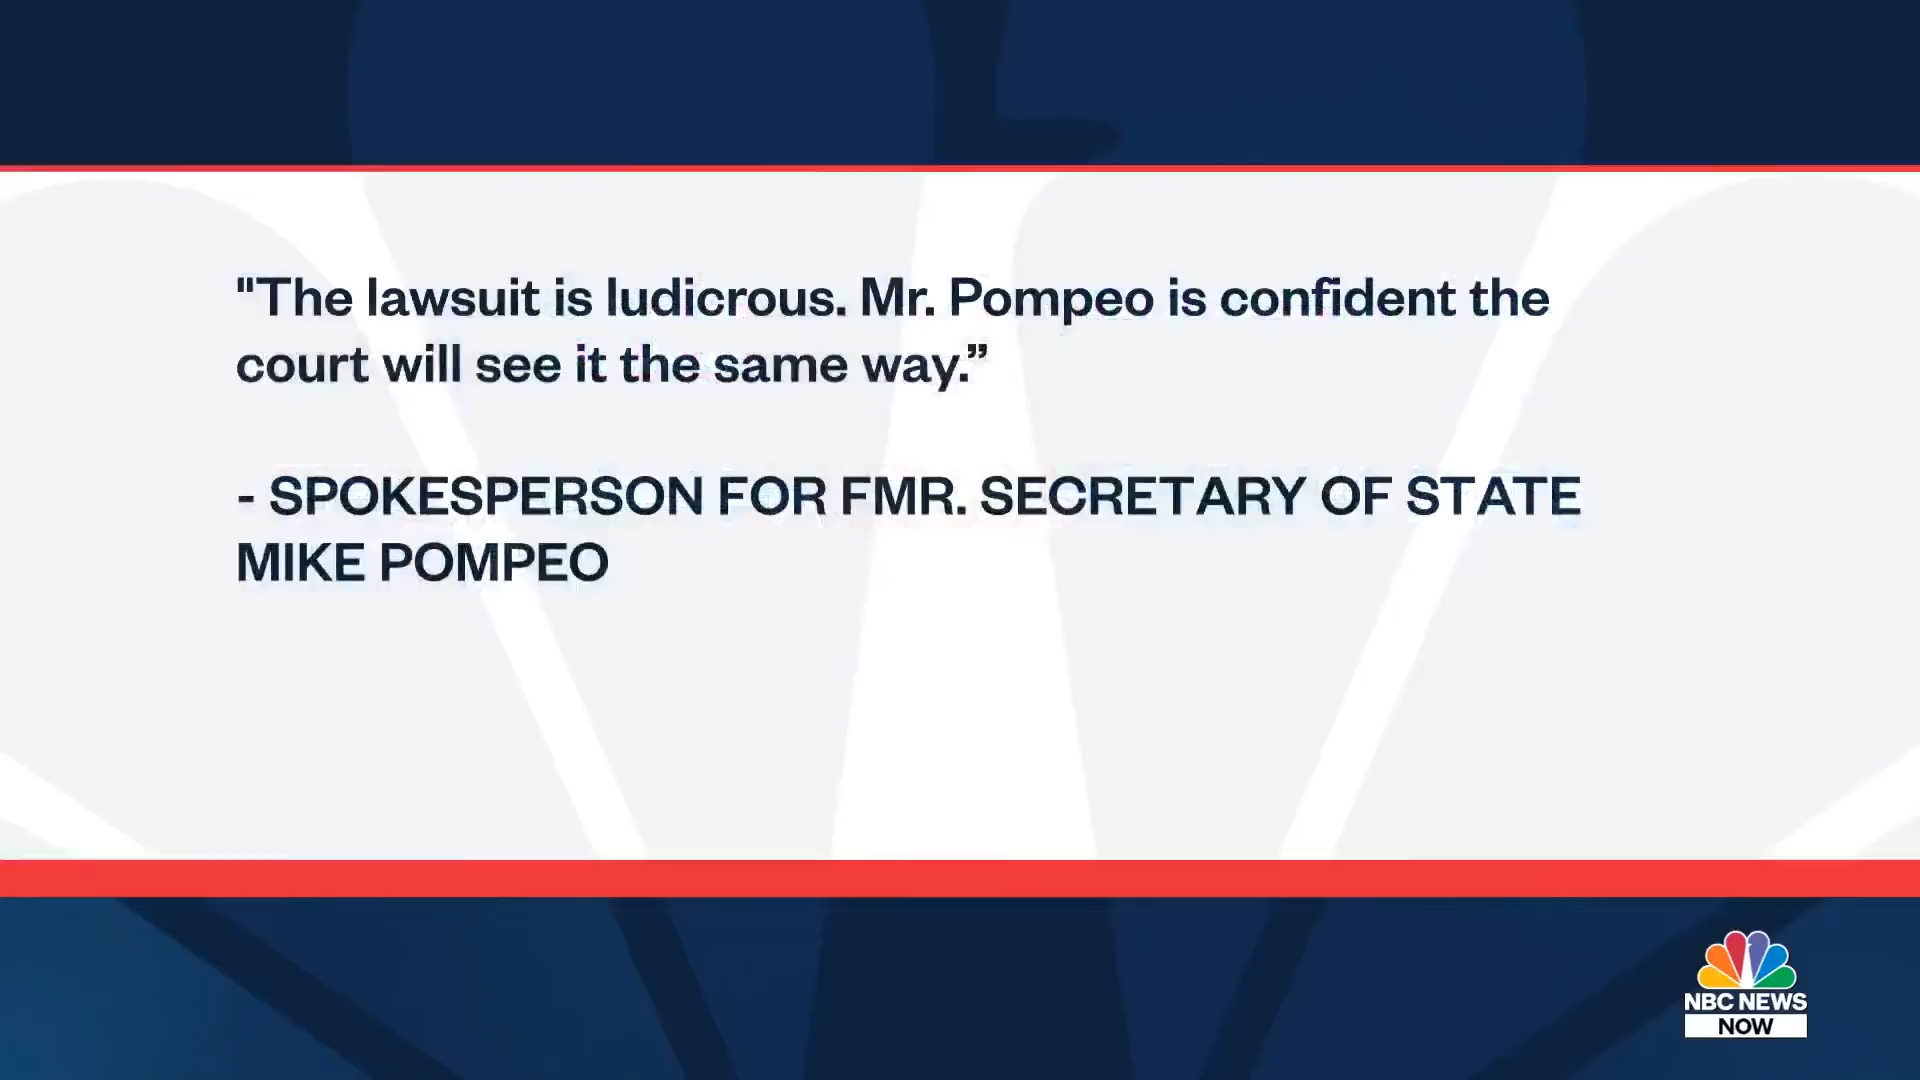 "The lawsuit is ludicrous. Mr. Pompeo is confident the
court will see it the same way.”
- SPOKESPERSON FOR FMR. SECRETARY OF STATE
MIKE POMPEO
NBC NEWS
NOW